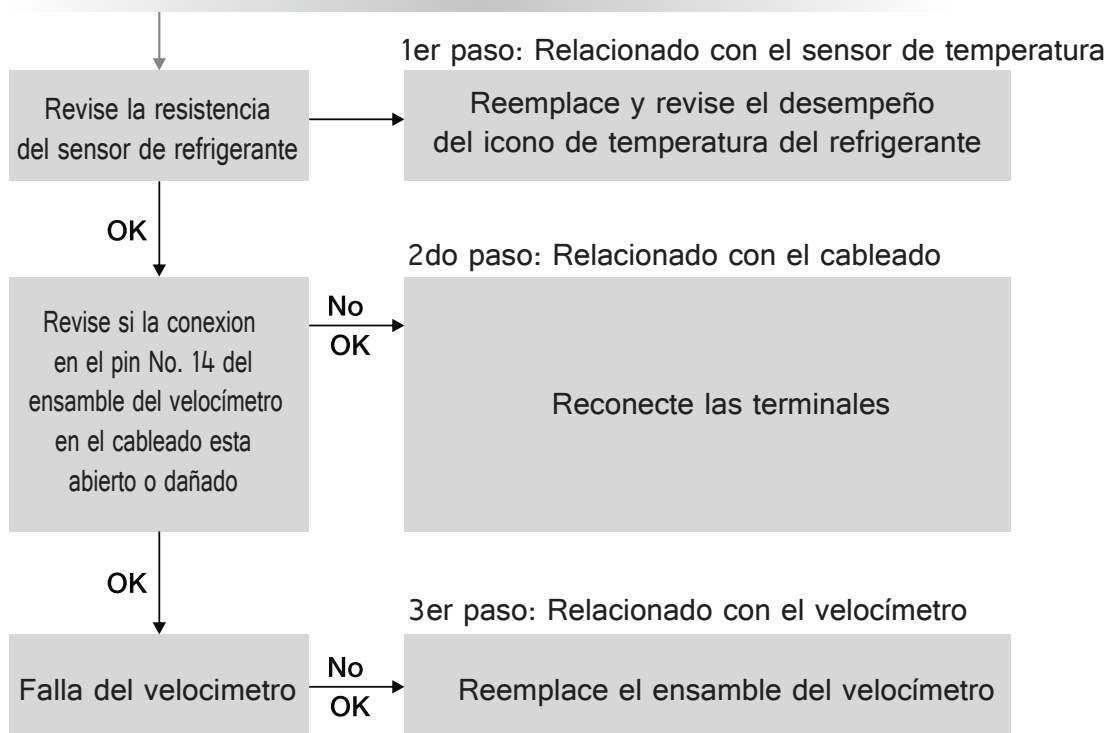 1er paso: Relacionado con el sensor de temperatura
Revise la resistencia
del sensor de refrigerante
Reemplace y revise el desempeño
del icono de temperatura del refrigerante
OK
2do paso: Relacionado con el cableado
Revise si la conexion
en el pin No. 14 del
ensamble del velocímetro
en el cableado esta
abierto o dañado
No
OK
Reconecte las terminales
OK
3er paso: Relacionado con el velocímetro
Falla del velocimetro
No
OK
Reemplace el ensamble del velocímetro